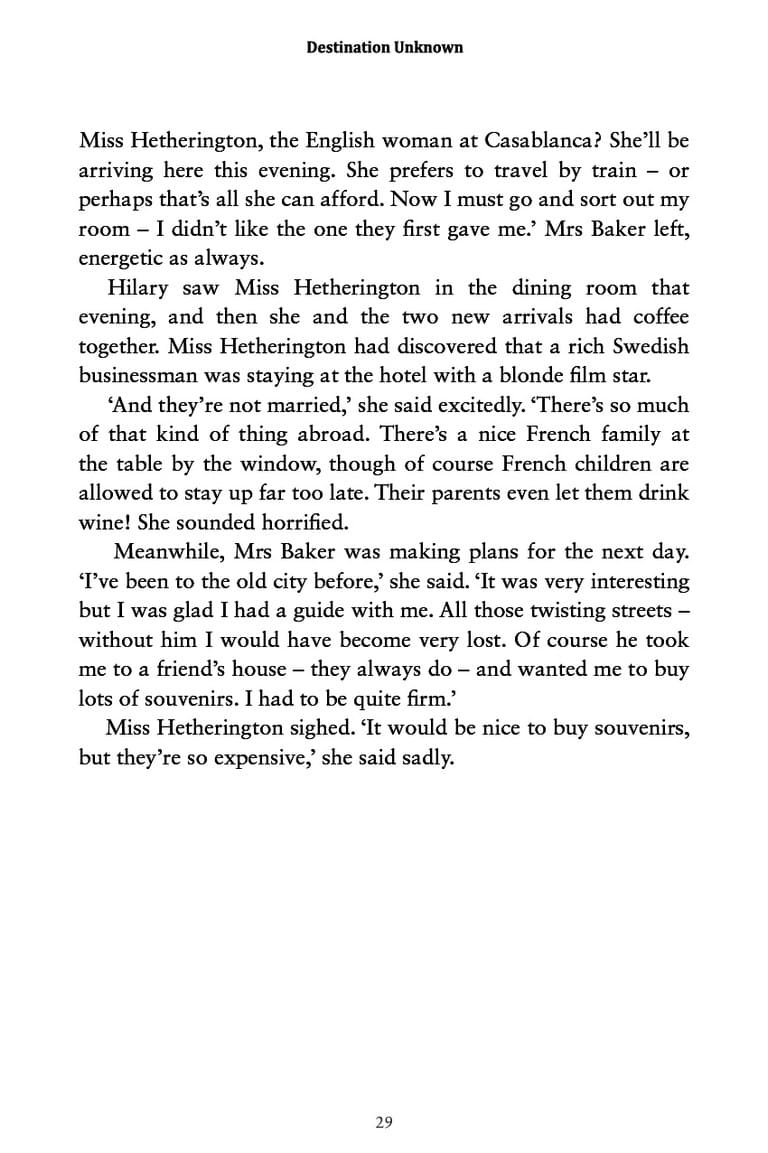 Destination Unknown
Miss Hetherington, the English woman at Casablanca? She’ll be
arriving here this evening. She prefers to travel by train – or
perhaps that’s all she can afford. Now I must go and sort out my
room – I didn’t like the one they first gave me.’ Mrs Baker left,
energetic as always.
Hilary saw Miss Hetherington in the dining room that
evening, and then she and the two new arrivals had coffee
together. Miss Hetherington had discovered that a rich Swedish
businessman was staying at the hotel with a blonde film star.
‘And they’re not married,’ she said excitedly. ‘There’s so much
of that kind of thing abroad. There’s a nice French family at
the table by the window, though of course French children are
allowed to stay up far too late. Their parents even let them drink
wine! She sounded horrified.
Meanwhile, Mrs Baker was making plans for the next day.
‘I’ve been to the old city before,’ she said. ‘It was very interesting
but I was glad I had a guide with me. All those twisting streets –
without him I would have become very lost. Of course he took
me to a friend’s house – they always do – and wanted me to buy
lots of souvenirs. I had to be quite firm.’
Miss Hetherington sighed. ‘It would be nice to buy souvenirs,
but they’re so expensive,’ she said sadly.
29